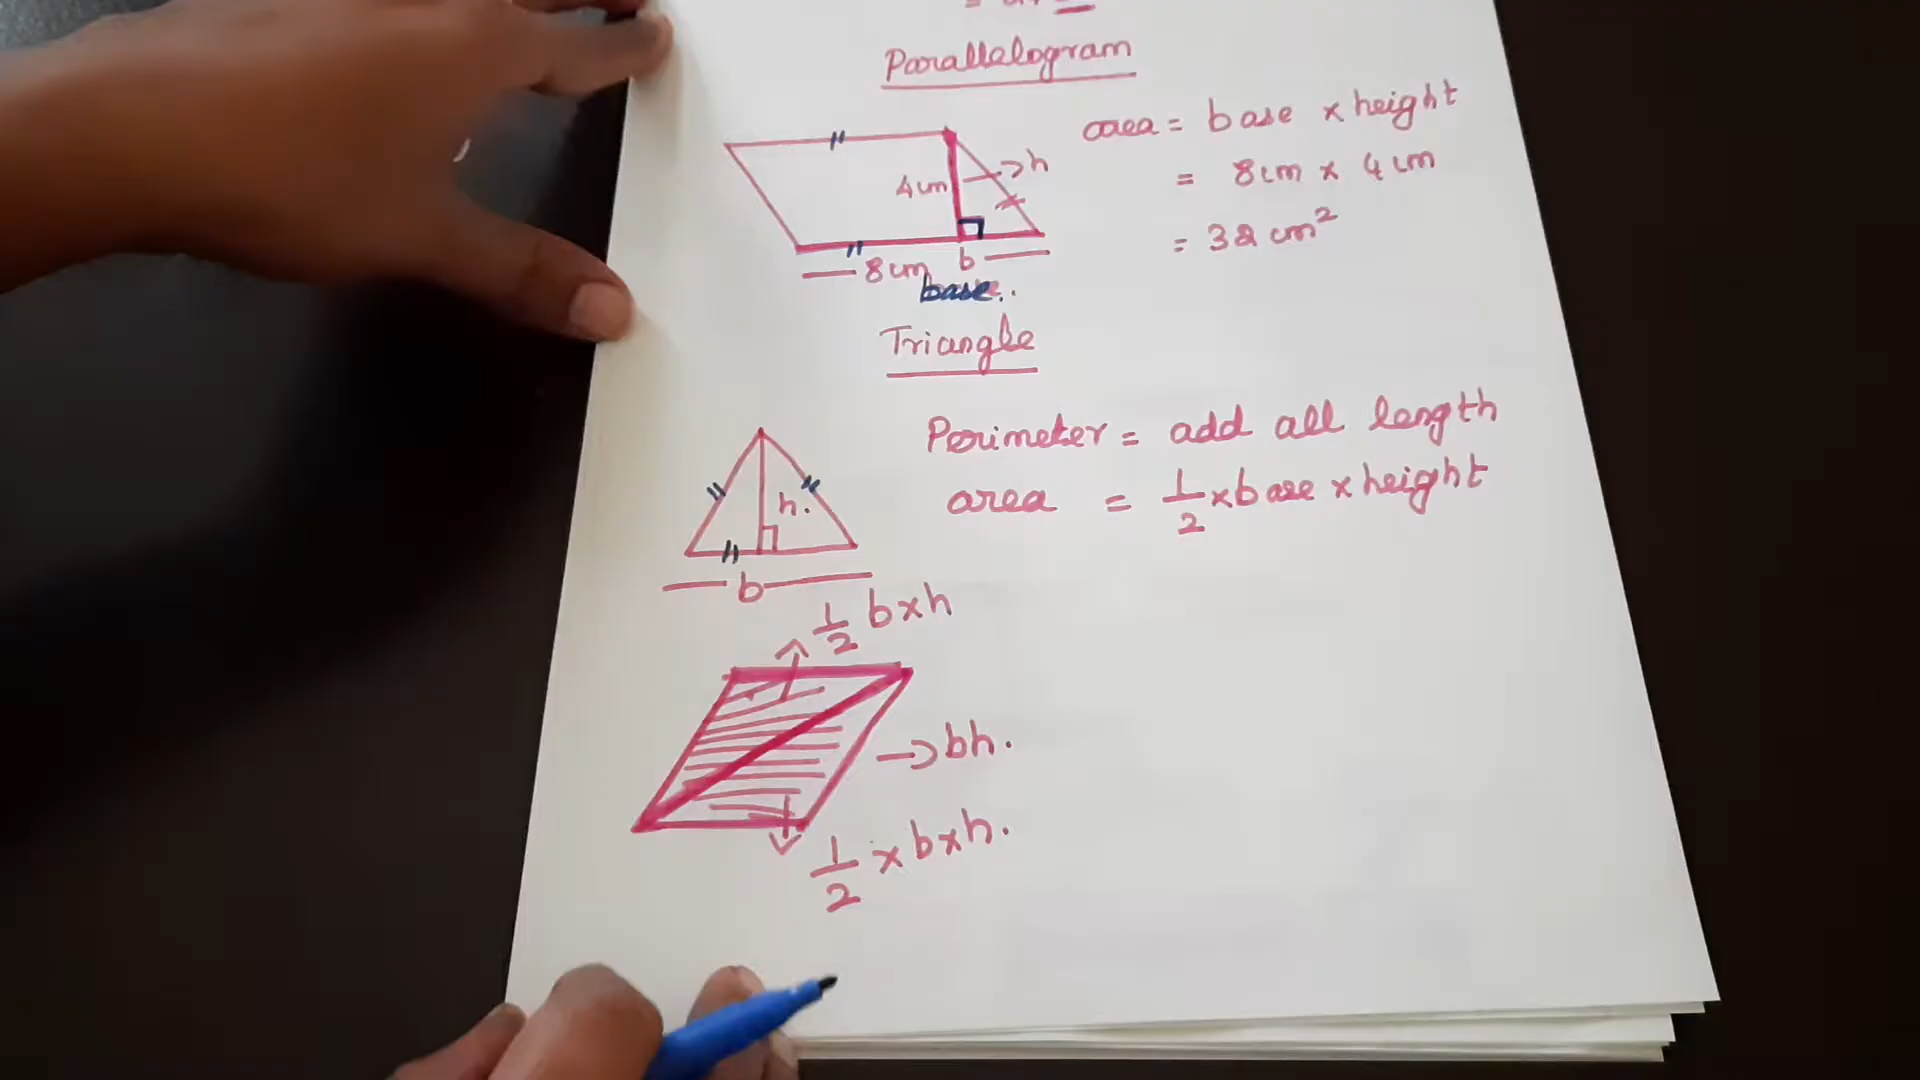 Parallelogram
area = base × height
= 8cm × 4cm
= 32 cm²
4cm
h
8cm b
base..
Triangle
Perimeter = add all length
area = 1/2 × base × height
h.
b
1/2 b×h
→ bh.
1/2 × b×h.